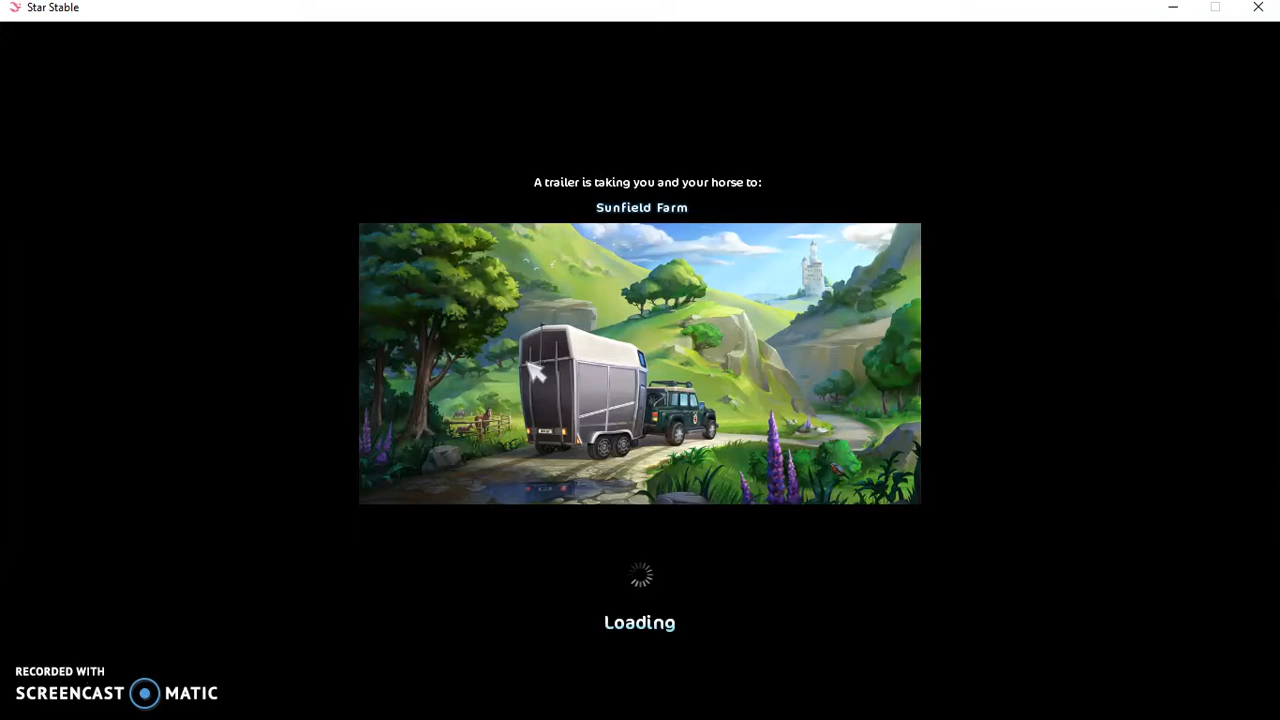 Star Stable
A trailer is taking you and your horse to:
Sunfield Farm
Loading
RECORDED WITH
SCREENCAST MATIC